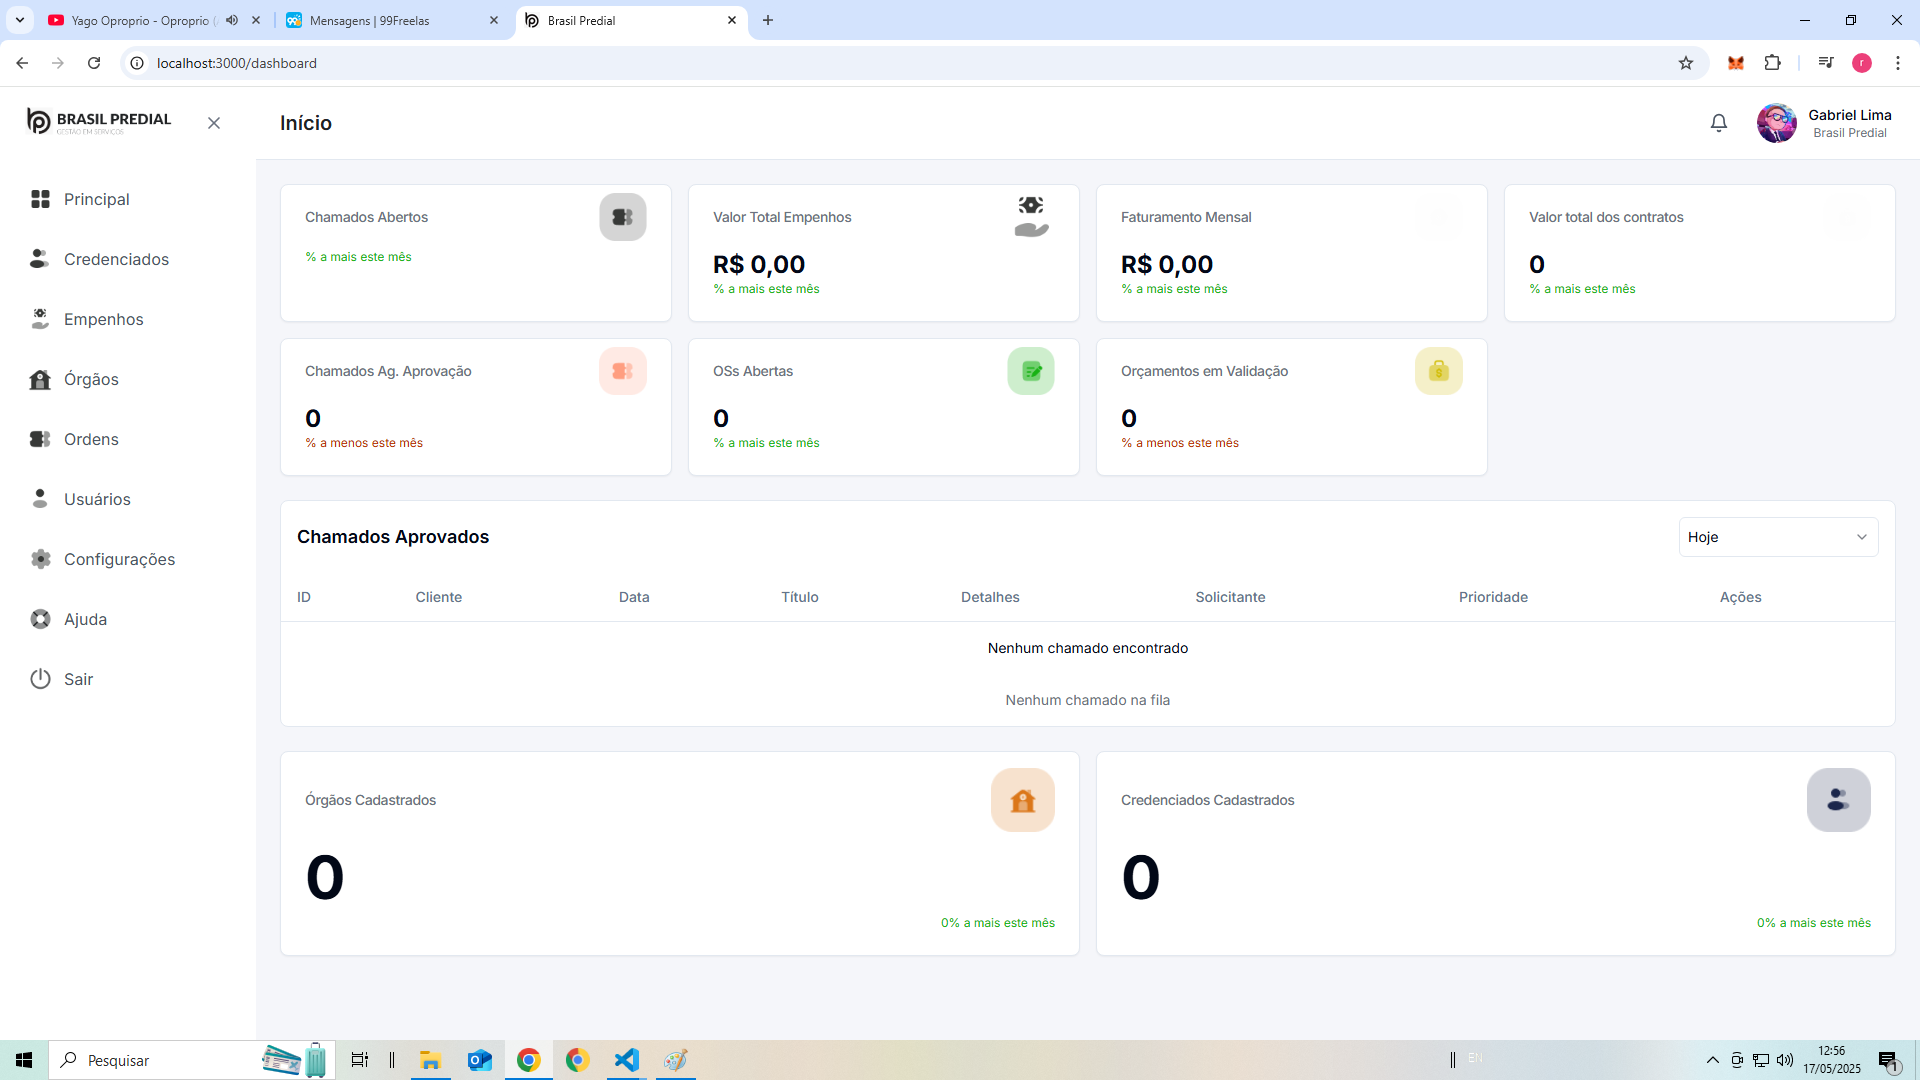 Yago Oproprio - Oproprio (
Mensagens | 99Freelas
Brasil Predial
localhost:3000/dashboard
r
BRASIL PREDIAL
GESTÃO EM SERVIÇOS
Início
Gabriel Lima
Brasil Predial
Principal
Credenciados
Empenhos
Órgãos
Ordens
Usuários
Configurações
Ajuda
Sair
Chamados Abertos
% a mais este mês
Valor Total Empenhos
R$ 0,00
% a mais este mês
Faturamento Mensal
R$ 0,00
% a mais este mês
Valor total dos contratos
0
% a mais este mês
Chamados Ag. Aprovação
0
% a menos este mês
OSs Abertas
0
% a mais este mês
Orçamentos em Validação
0
% a menos este mês
Chamados Aprovados
Hoje
ID Cliente Data Título Detalhes Solicitante Prioridade Ações
Nenhum chamado encontrado
Nenhum chamado na fila
Órgãos Cadastrados
0
0% a mais este mês
Credenciados Cadastrados
0
0% a mais este mês
Pesquisar
EN
12:56
17/05/2025
1